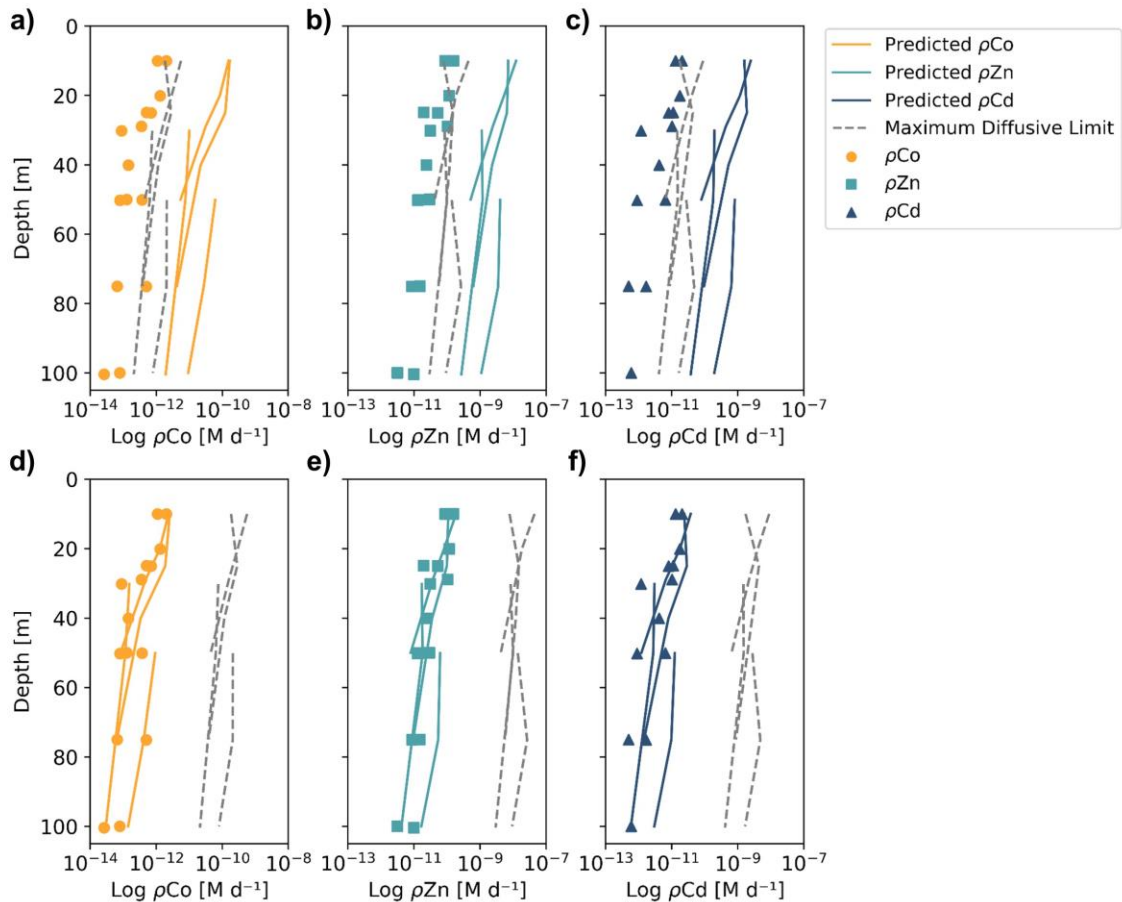 a)
b)
c)
0
20
40
60
80
100
Depth [m]
10⁻¹⁴ 10⁻¹² 10⁻¹⁰ 10⁻⁸
Log ρCo [M d⁻¹]
10⁻¹³ 10⁻¹¹ 10⁻⁹ 10⁻⁷
Log ρZn [M d⁻¹]
10⁻¹³ 10⁻¹¹ 10⁻⁹ 10⁻⁷
Log ρCd [M d⁻¹]
Predicted ρCo
Predicted ρZn
Predicted ρCd
Maximum Diffusive Limit
ρCo
ρZn
ρCd
d)
e)
f)
0
20
40
60
80
100
Depth [m]
10⁻¹⁴ 10⁻¹² 10⁻¹⁰ 10⁻⁸
Log ρCo [M d⁻¹]
10⁻¹³ 10⁻¹¹ 10⁻⁹ 10⁻⁷
Log ρZn [M d⁻¹]
10⁻¹³ 10⁻¹¹ 10⁻⁹ 10⁻⁷
Log ρCd [M d⁻¹]